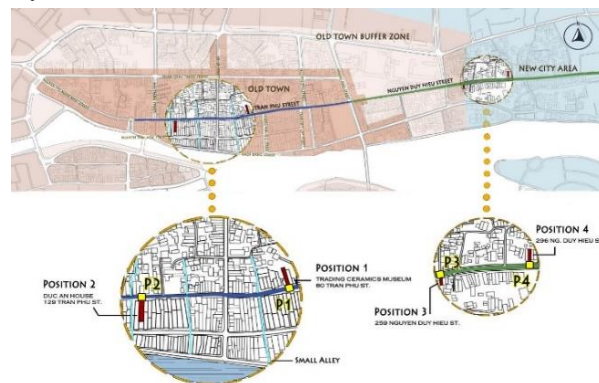 OLD TOWN BUFFER ZONE
NEW CITY AREA
OLD TOWN
NGUYEN DUY HIEU STREET
TRAN PHU STREET
POSITION 4
296 NG. DUY HIEU S
P3
POSITION 1
TRADING CERAMICS MUSEUM
80 TRAN PHU ST.
POSITION 2
DUC AN HOUSE
129 TRAN PHU ST.
P2
P1
P4
POSITION 3
259 NGUYEN DUY HIEU ST.
SMALL ALLEY